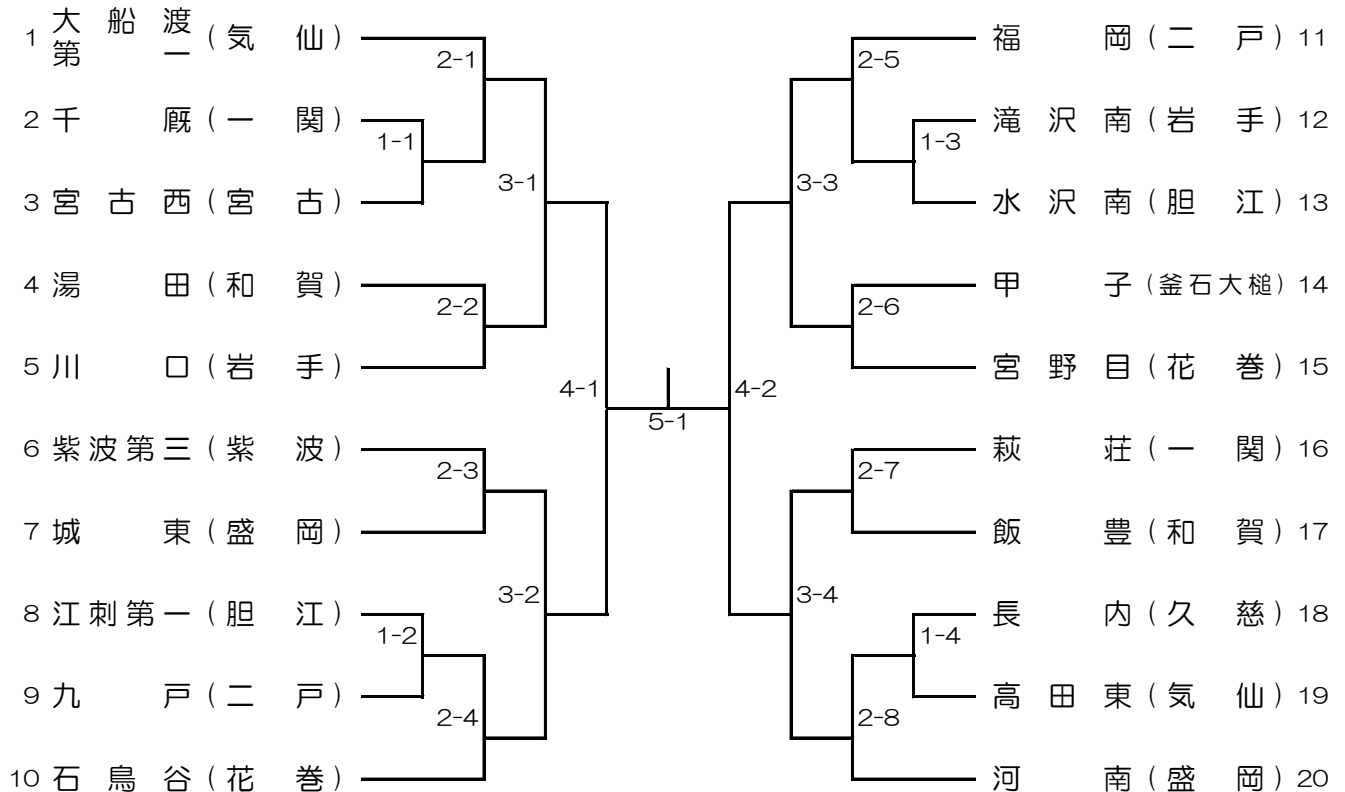 1 大船渡第一(気仙)
2 千厩(一関)
3 宮古西(宮古)
4 湯田(和賀)
5 川口(岩手)
6 紫波第三(紫波)
7 城東(盛岡)
8 江刺第一(胆江)
9 九戸(二戸)
10 石鳥谷(花巻)
1-1
1-2
2-1
2-2
2-3
2-4
3-1
3-2
4-1
5-1
4-2
3-3
3-4
2-5
2-6
2-7
2-8
1-3
1-4
福岡(二戸) 11
滝沢南(岩手) 12
水沢南(胆江) 13
甲子(釜石大槌) 14
宮野目(花巻) 15
萩荘(一関) 16
飯豊(和賀) 17
長内(久慈) 18
高田東(気仙) 19
河南(盛岡) 20